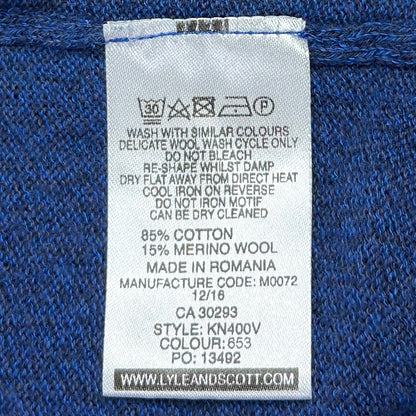 30 P
WASH WITH SIMILAR COLOURS
DELICATE WOOL WASH CYCLE ONLY
DO NOT BLEACH
RE-SHAPE WHILST DAMP
DRY FLAT AWAY FROM DIRECT HEAT
COOL IRON ON REVERSE
DO NOT IRON MOTIF
CAN BE DRY CLEANED
85% COTTON
15% MERINO WOOL
MADE IN ROMANIA
MANUFACTURE CODE: M0072
12/16
CA 30293
STYLE: KN400V
COLOUR: 653
PO: 13492
WWW.LYLEANDSCOTT.COM